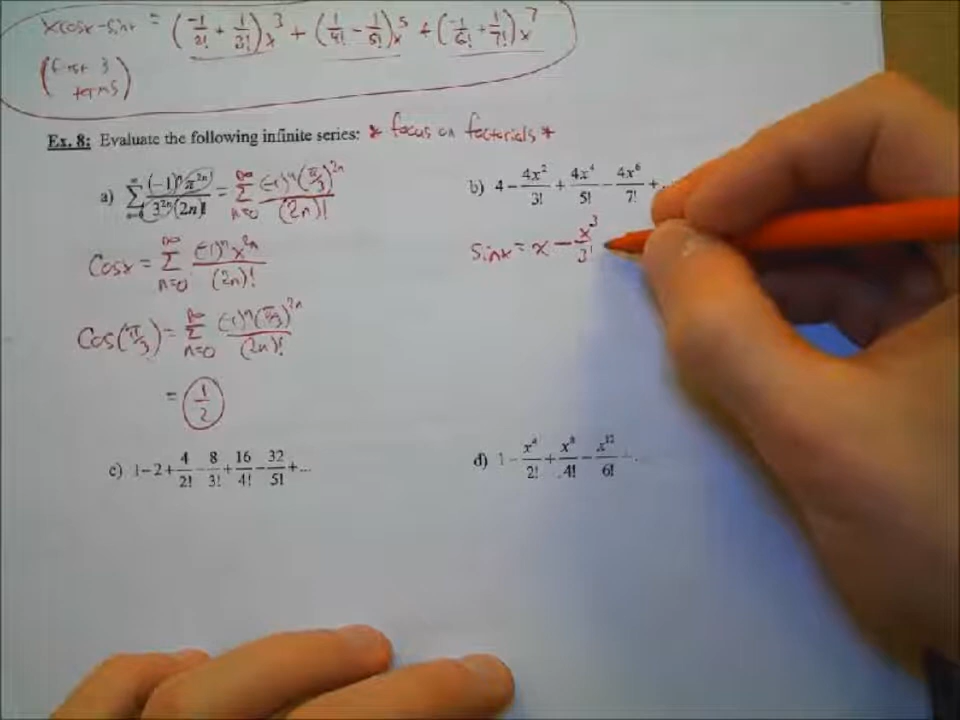 xcosx - sinx = (-1/2! + 1/3!)x^3 + (1/4! - 1/5!)x^5 + (-1/6! + 1/7!)x^7
(first 3 terms)
Ex. 8: Evaluate the following infinite series: * focus on factorials *
a) ∑ (-1)^n π^{2n} / 3^{2n}(2n)! = ∑_{n=0}^{∞} (-1)^n (π/3)^{2n} / (2n)!
Cosx = ∑_{n=0}^{∞} (-1)^n x^{2n} / (2n)!
Cos(π/3) = ∑_{n=0}^{∞} (-1)^n (π/3)^{2n} / (2n)!
= 1/2
b) 4 - 4x^2/3! + 4x^4/5! - 4x^6/7! + ...
Sinx = x - x^3/3!
c) 1 - 2 + 4/2! - 8/3! + 16/4! - 32/5! + ...
d) 1 - x^4/2! + x^8/4! - x^12/6! + ...